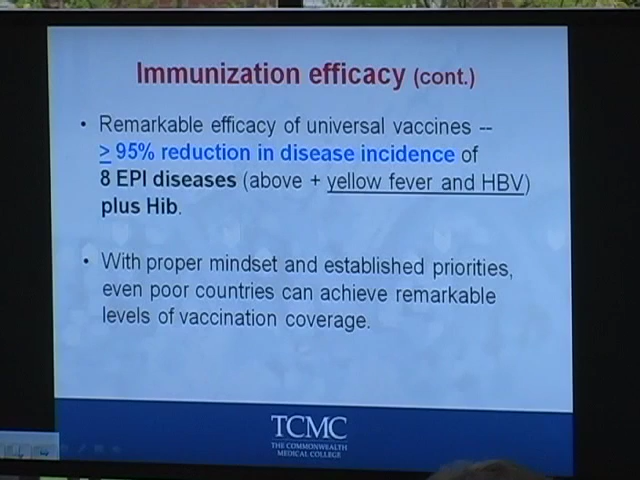 Immunization efficacy (cont.)
• Remarkable efficacy of universal vaccines --
≥ 95% reduction in disease incidence of
8 EPI diseases (above + yellow fever and HBV)
plus Hib.
• With proper mindset and established priorities,
even poor countries can achieve remarkable
levels of vaccination coverage.
TCMC
THE COMMONWEALTH
MEDICAL COLLEGE